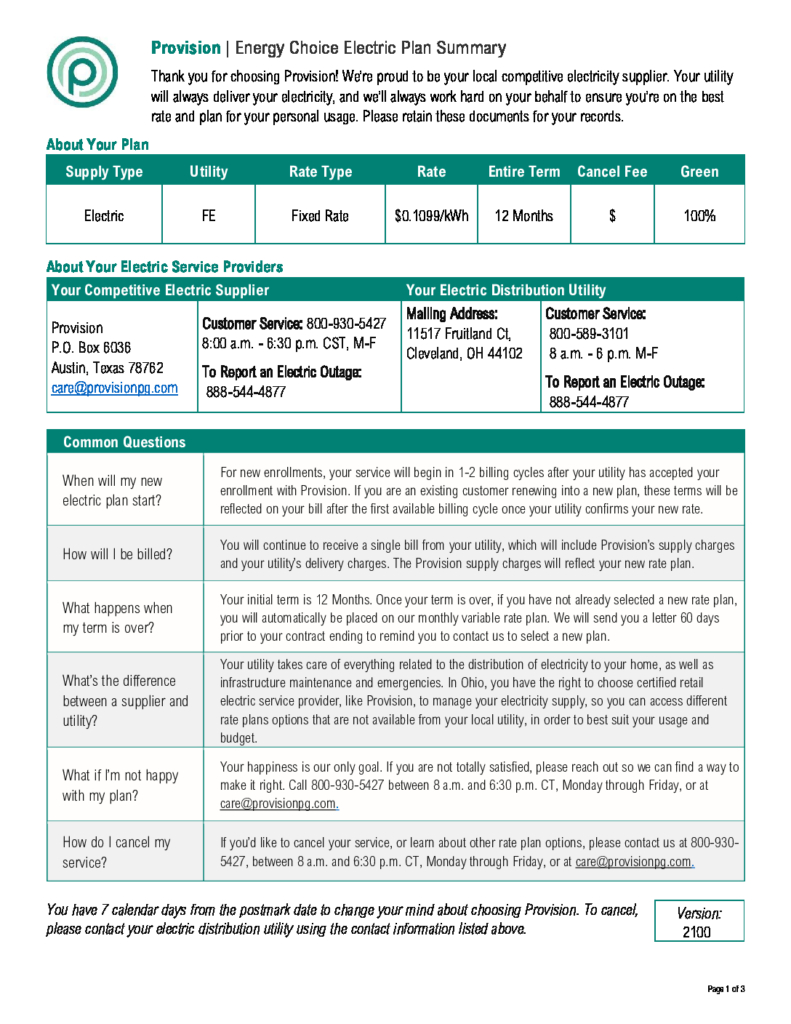 Provision | Energy Choice Electric Plan Summary
Thank you for choosing Provision! We're proud to be your local competitive electricity supplier. Your utility
will always deliver your electricity, and we'll always work hard on your behalf to ensure you're on the best
rate and plan for your personal usage. Please retain these documents for your records.
About Your Plan
Supply Type Utility Rate Type Rate Entire Term Cancel Fee Green
Electric FE Fixed Rate $0.1099/kWh 12 Months $ 100%
About Your Electric Service Providers
Your Competitive Electric Supplier Your Electric Distribution Utility
Provision
P.O. Box 6036
Austin, Texas 78762
care@provisionpg.com
Customer Service: 800-930-5427
8:00 a.m. - 6:30 p.m. CST, M-F
To Report an Electric Outage:
888-544-4877
Mailing Address:
11517 Fruitland Ct,
Cleveland, OH 44102
Customer Service:
800-589-3101
8 a.m. - 6 p.m. M-F
To Report an Electric Outage:
888-544-4877
Common Questions
When will my new
electric plan start?
For new enrollments, your service will begin in 1-2 billing cycles after your utility has accepted your
enrollment with Provision. If you are an existing customer renewing into a new plan, these terms will be
reflected on your bill after the first available billing cycle once your utility confirms your new rate.
How will I be billed?
You will continue to receive a single bill from your utility, which will include Provision's supply charges
and your utility's delivery charges. The Provision supply charges will reflect your new rate plan.
What happens when
my term is over?
Your initial term is 12 Months. Once your term is over, if you have not already selected a new rate plan,
you will automatically be placed on our monthly variable rate plan. We will send you a letter 60 days
prior to your contract ending to remind you to contact us to select a new plan.
What's the difference
between a supplier and
utility?
Your utility takes care of everything related to the distribution of electricity to your home, as well as
infrastructure maintenance and emergencies. In Ohio, you have the right to choose certified retail
electric service provider, like Provision, to manage your electricity supply, so you can access different
rate plans options that are not available from your local utility, in order to best suit your usage and
budget.
What if I'm not happy
with my plan?
Your happiness is our only goal. If you are not totally satisfied, please reach out so we can find a way to
make it right. Call 800-930-5427 between 8 a.m. and 6:30 p.m. CT, Monday through Friday, or at
care@provisionpg.com.
How do I cancel my
service?
If you'd like to cancel your service, or learn about other rate plan options, please contact us at 800-930-
5427, between 8 a.m. and 6:30 p.m. CT, Monday through Friday, or at care@provisionpg.com.
You have 7 calendar days from the postmark date to change your mind about choosing Provision. To cancel,
please contact your electric distribution utility using the contact information listed above.
Version:
2100
Page 1 of 3